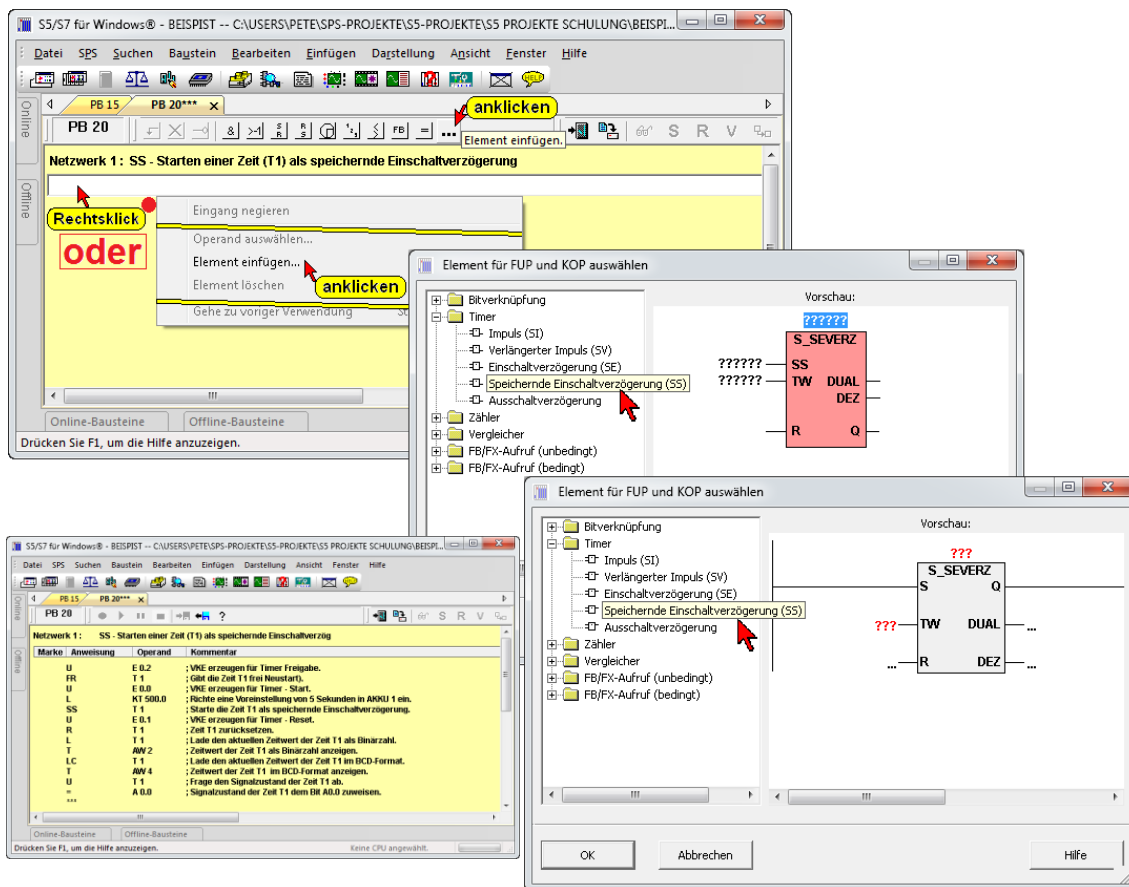 S5/S7 für Windows® - BEISPIST -- C:\USERS\PETE\SPS-PROJEKTE\S5-PROJEKTE\S5 PROJEKTE SCHULUNG\BEISPI...
Datei SPS Suchen Baustein Bearbeiten Einfügen Darstellung Ansicht Fenster Hilfe
HELP
Online
Offline
PB 15 PB 20***
anklicken
PB 20 & >-1 S R R S 1₂₃ FB = ... S R V
Element einfügen.
Netzwerk 1 : SS - Starten einer Zeit (T1) als speichernde Einschaltverzögerung
Rechtsklick
oder
Eingang negieren
Operand auswählen...
Element einfügen...
anklicken
Element löschen
Gehe zu voriger Verwendung
Online-Bausteine Offline-Bausteine
Drücken Sie F1, um die Hilfe anzuzeigen.
Element für FUP und KOP auswählen
Bitverknüpfung
Timer
Impuls (SI)
Verlängerter Impuls (SV)
Einschaltverzögerung (SE)
Speichernde Einschaltverzögerung (SS)
Ausschaltverzögerung
Zähler
Vergleicher
FB/FX-Aufruf (unbedingt)
FB/FX-Aufruf (bedingt)
Vorschau:
??????
S_SEVERZ
?????? SS
?????? TW DUAL
DEZ
R Q
Element für FUP und KOP auswählen
Bitverknüpfung
Timer
Impuls (SI)
Verlängerter Impuls (SV)
Einschaltverzögerung (SE)
Speichernde Einschaltverzögerung (SS)
Ausschaltverzögerung
Zähler
Vergleicher
FB/FX-Aufruf (unbedingt)
FB/FX-Aufruf (bedingt)
Vorschau:
???
S_SEVERZ
S Q
??? TW DUAL ...
... R DEZ ...
OK Abbrechen Hilfe
S5/S7 für Windows® - BEISPIST -- C:\USERS\PETE\SPS-PROJEKTE\S5-PROJEKTE\S5 PROJEKTE SCHULUNG\BEISPI...
Datei SPS Suchen Baustein Bearbeiten Einfügen Darstellung Ansicht Fenster Hilfe
Online
Offline
PB 15 PB 20***
PB 20 ? S R V
Netzwerk 1 : SS - Starten einer Zeit (T1) als speichernde Einschaltverzög
Marke Anweisung Operand Kommentar
U E 0.2 ; VKE erzeugen für Timer Freigabe.
FR T 1 ; Gibt die Zeit T1 frei Neustart).
U E 0.0 ; VKE erzeugen für Timer - Start.
L KT 500.0 ; Richte eine Voreinstellung von 5 Sekunden in AKKU 1 ein.
SS T 1 ; Starte die Zeit T1 als speichernde Einschaltverzögerung.
U E 0.1 ; VKE erzeugen für Timer - Reset.
R T 1 ; Zeit T1 zurücksetzen.
L T 1 ; Lade den aktuellen Zeitwert der Zeit T1 als Binärzahl.
T AW 2 ; Zeitwert der Zeit T1 als Binärzahl anzeigen.
LC T 1 ; Lade den aktuellen Zeitwert der Zeit T1 im BCD-Format.
T AW 4 ; Zeitwert der Zeit T1 im BCD-Format anzeigen.
U T 1 ; Frage den Signalzustand der Zeit T1 ab.
= A 0.0 ; Signalzustand der Zeit T1 dem Bit A0.0 zuweisen.
***
Online-Bausteine Offline-Bausteine
Drücken Sie F1, um die Hilfe anzuzeigen. Keine CPU angewählt.